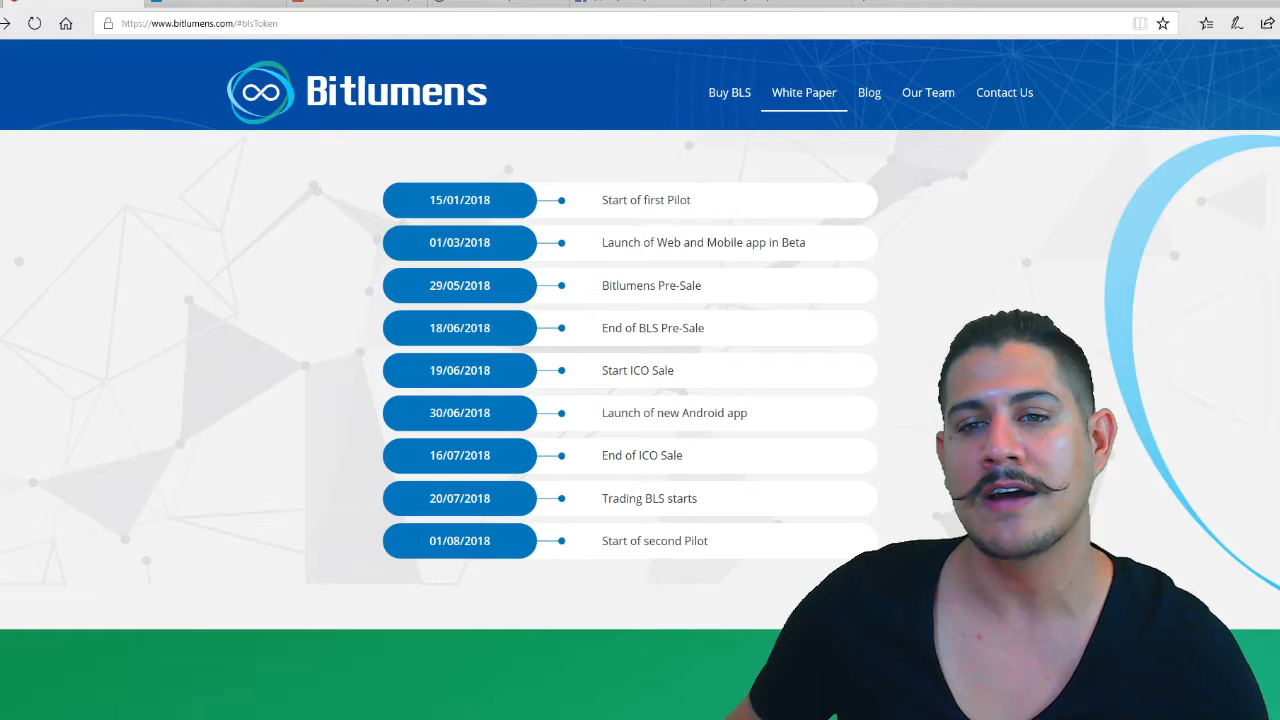 https://www.bitlumens.com/#blsToken
Bitlumens
Buy BLS White Paper Blog Our Team Contact Us
15/01/2018 Start of first Pilot
01/03/2018 Launch of Web and Mobile app in Beta
29/05/2018 Bitlumens Pre-Sale
18/06/2018 End of BLS Pre-Sale
19/06/2018 Start ICO Sale
30/06/2018 Launch of new Android app
16/07/2018 End of ICO Sale
20/07/2018 Trading BLS starts
01/08/2018 Start of second Pilot